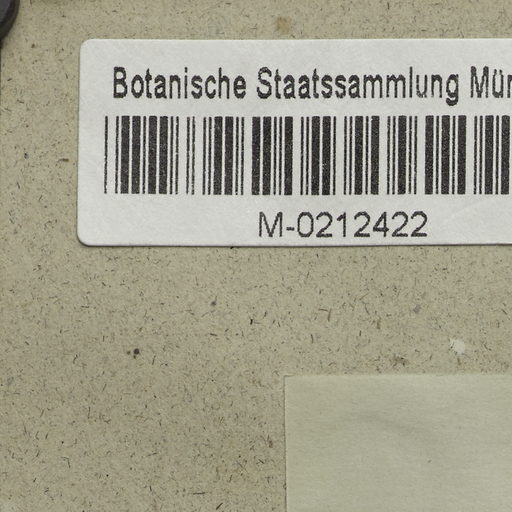 Botanische Staatssammlung Mün
M-0212422